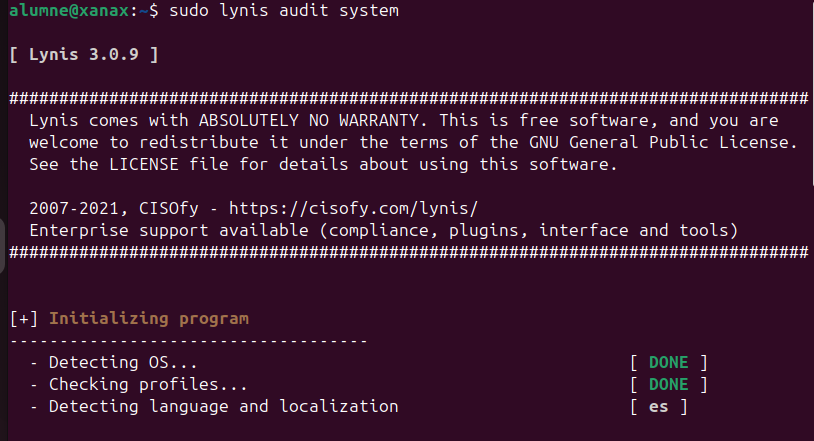 alumne@xanax:~$ sudo lynis audit system
[ Lynis 3.0.9 ]
################################################################################
Lynis comes with ABSOLUTELY NO WARRANTY. This is free software, and you are
welcome to redistribute it under the terms of the GNU General Public License.
See the LICENSE file for details about using this software.
2007-2021, CISOfy - https://cisofy.com/lynis/
Enterprise support available (compliance, plugins, interface and tools)
################################################################################
[+] Initializing program
------------------------------------
- Detecting OS... [ DONE ]
- Checking profiles... [ DONE ]
- Detecting language and localization [ es ]